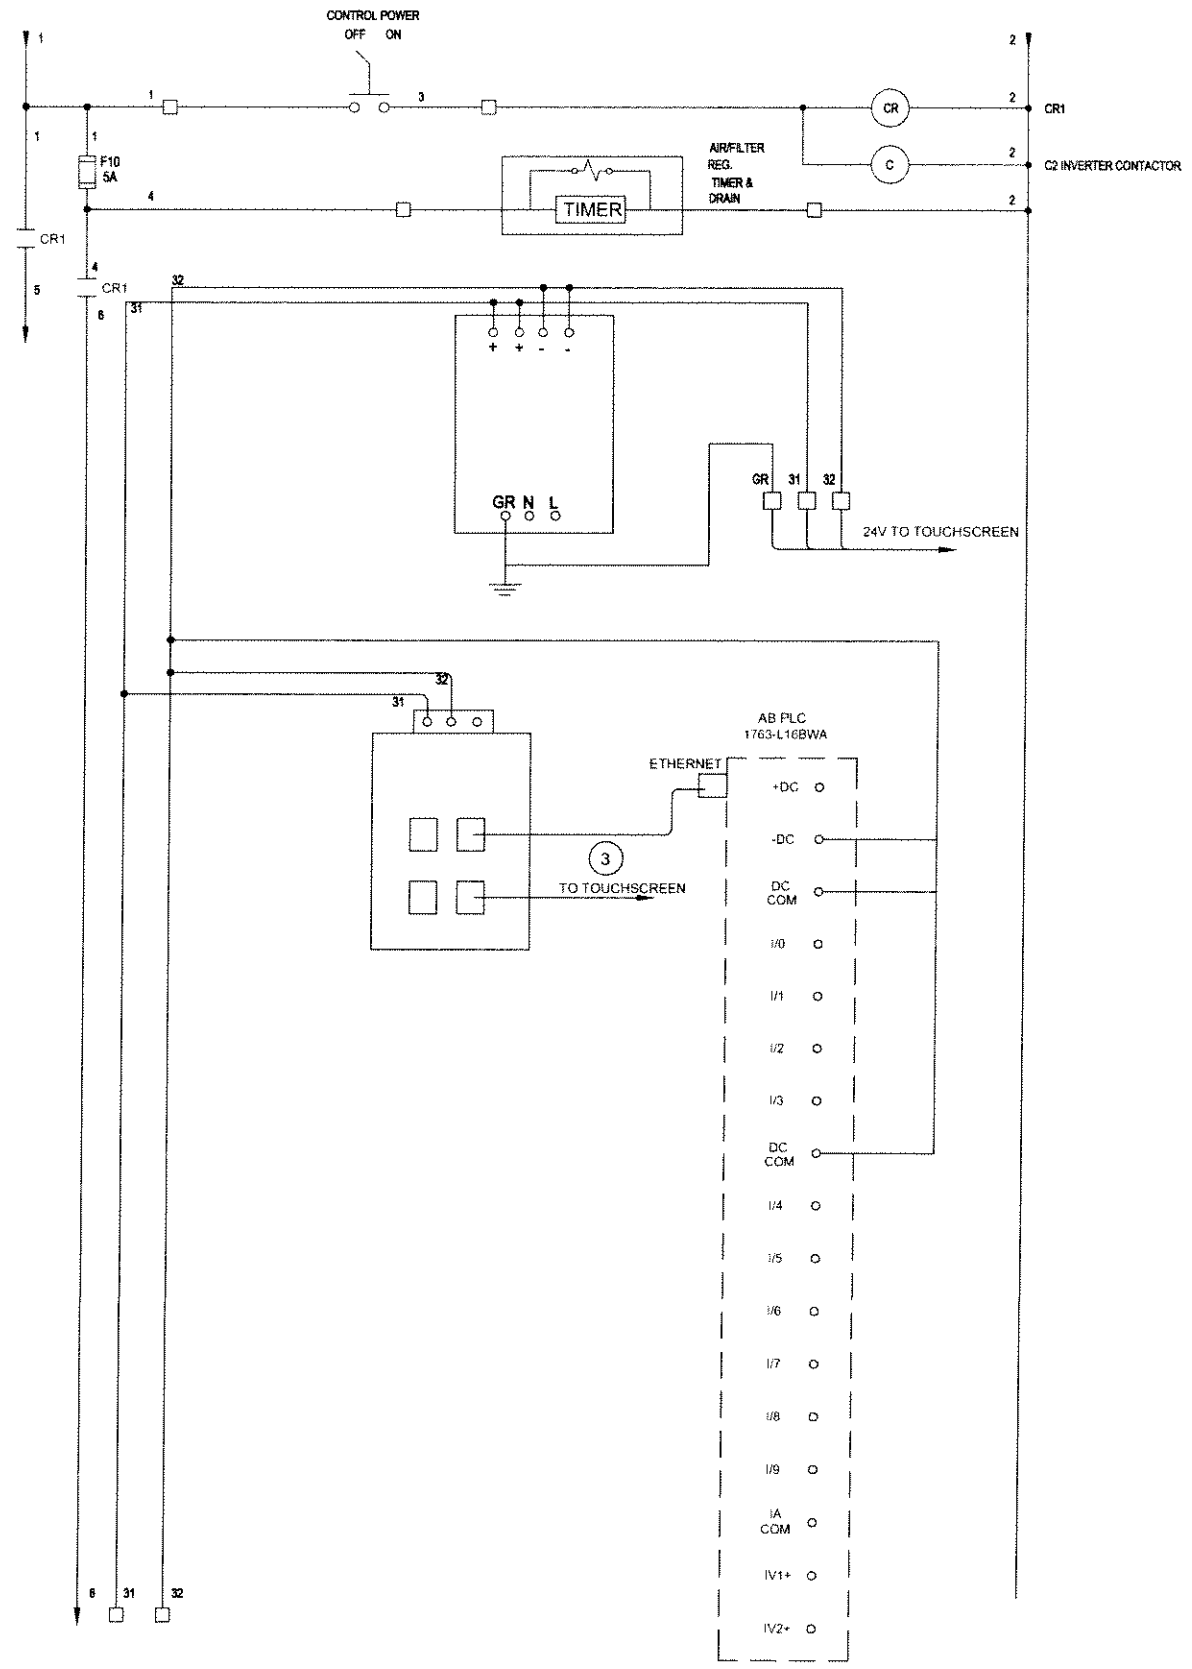 CONTROL POWER
OFF ON
1
2
1
3
CR
2
CR1
1
1
F10
5A
AIR/FILTER
REG.
TIMER &
DRAIN
C
2
C2 INVERTER CONTACTOR
4
TIMER
2
CR1
4
CR1
5
6
32
31
+ + - -
GR N L
GR 31 32
24V TO TOUCHSCREEN
32
31
AB PLC
1763-L16BWA
ETHERNET
+DC
-DC
3
TO TOUCHSCREEN
DC
COM
I/0
I/1
I/2
I/3
DC
COM
I/4
I/5
I/6
I/7
I/8
I/9
IA
COM
IV1+
IV2+
6 31 32